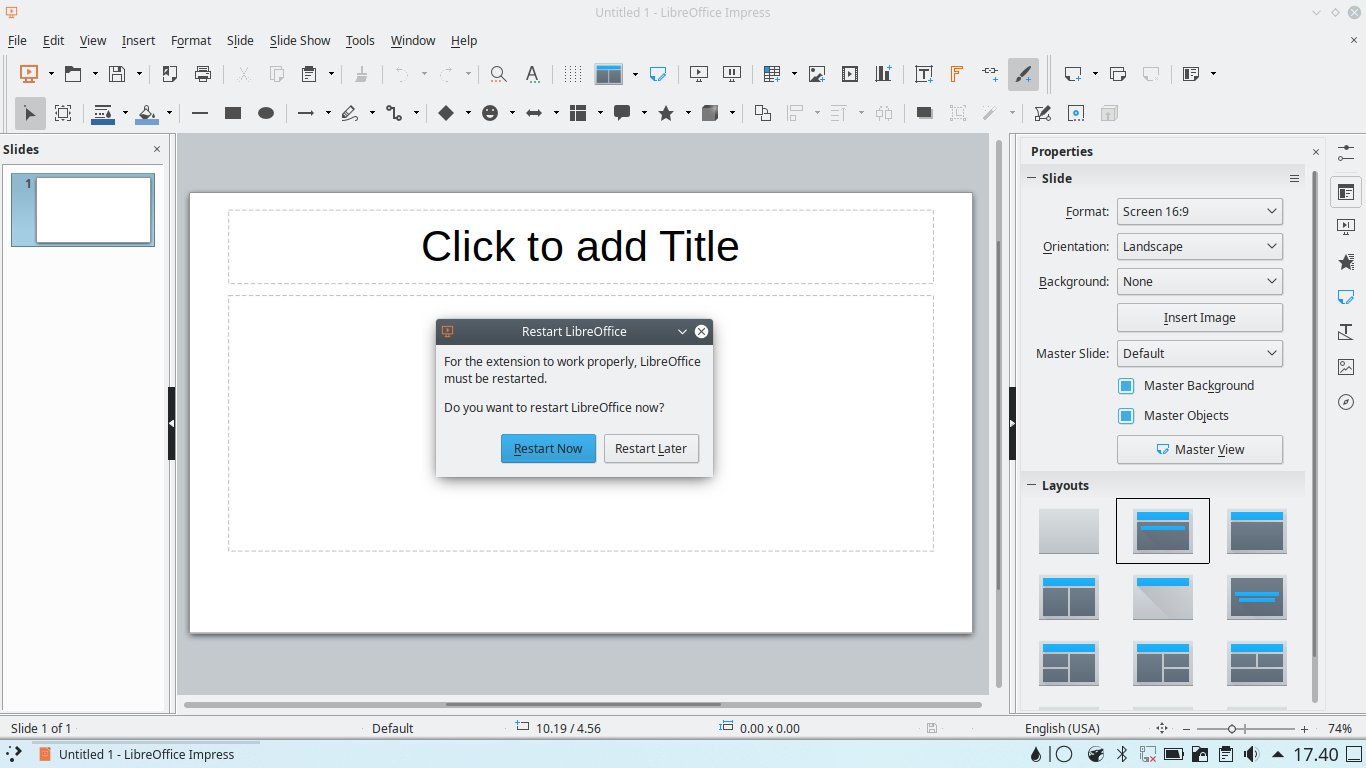 Untitled 1 - LibreOffice Impress
File Edit View Insert Format Slide Slide Show Tools Window Help
Slides
1
Click to add Title
Restart LibreOffice
For the extension to work properly, LibreOffice
must be restarted.
Do you want to restart LibreOffice now?
Restart Now Restart Later
Properties
Slide
Format: Screen 16:9
Orientation: Landscape
Background: None
Insert Image
Master Slide: Default
Master Background
Master Objects
Master View
Layouts
Slide 1 of 1 Default 10.19 / 4.56 0.00 x 0.00 English (USA) 74%
Untitled 1 - LibreOffice Impress 17.40